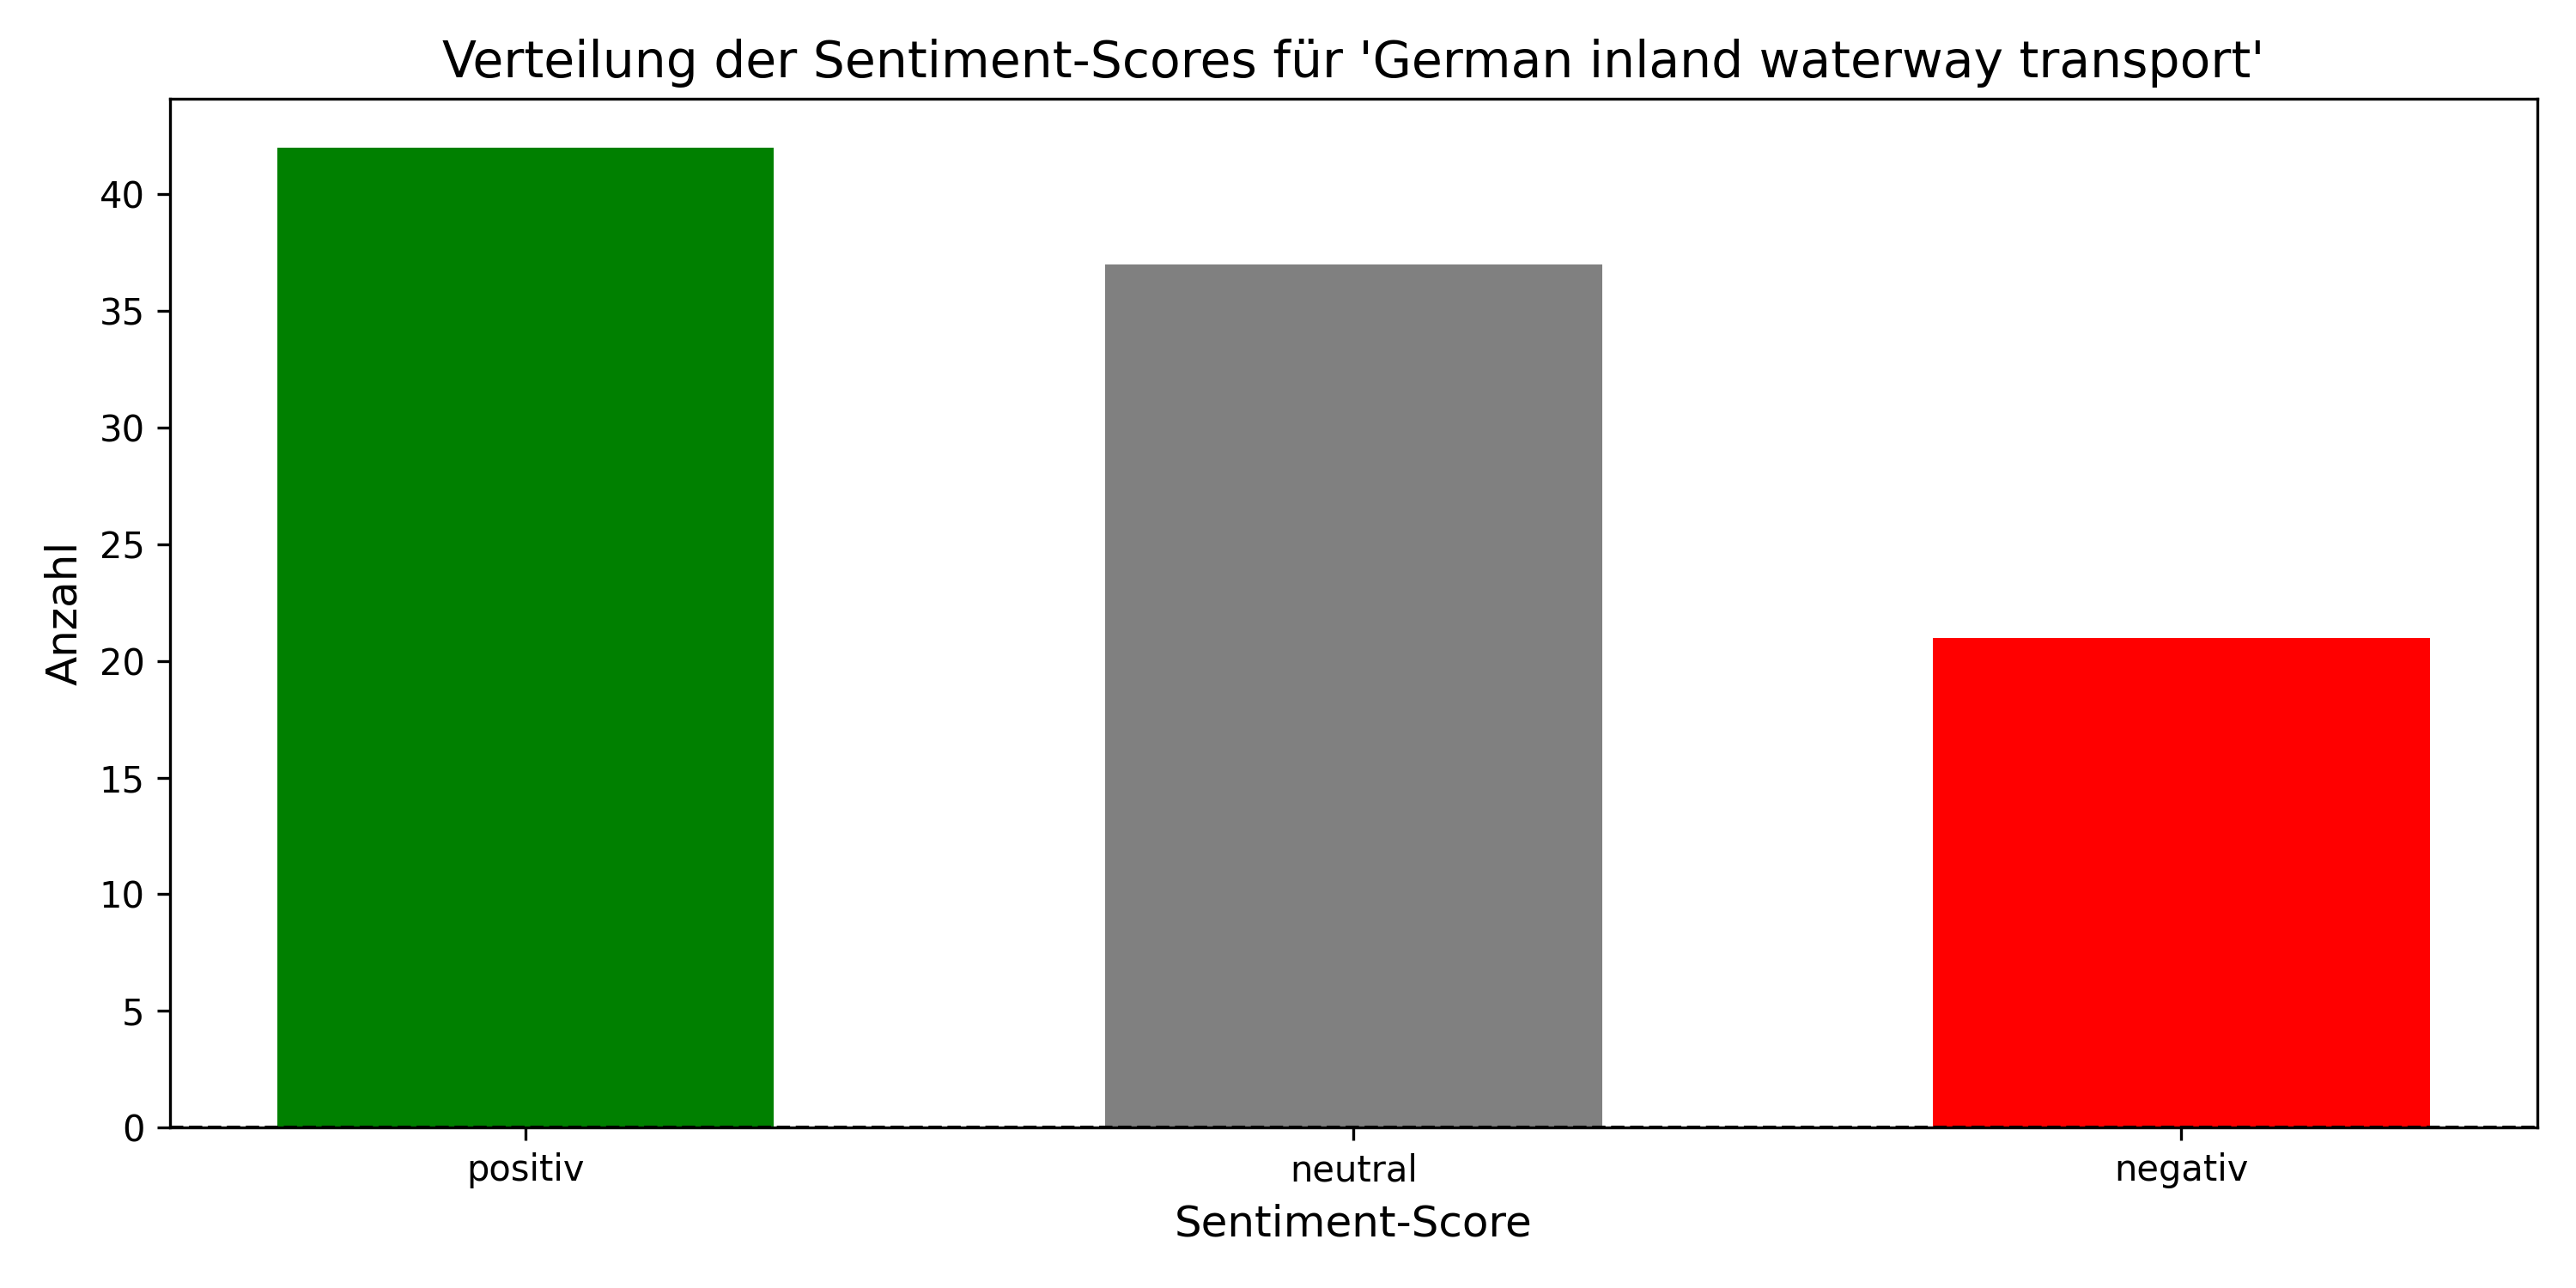 Verteilung der Sentiment-Scores für 'German inland waterway transport'
Anzahl
40
35
30
25
20
15
10
5
0
positiv neutral negativ
Sentiment-Score